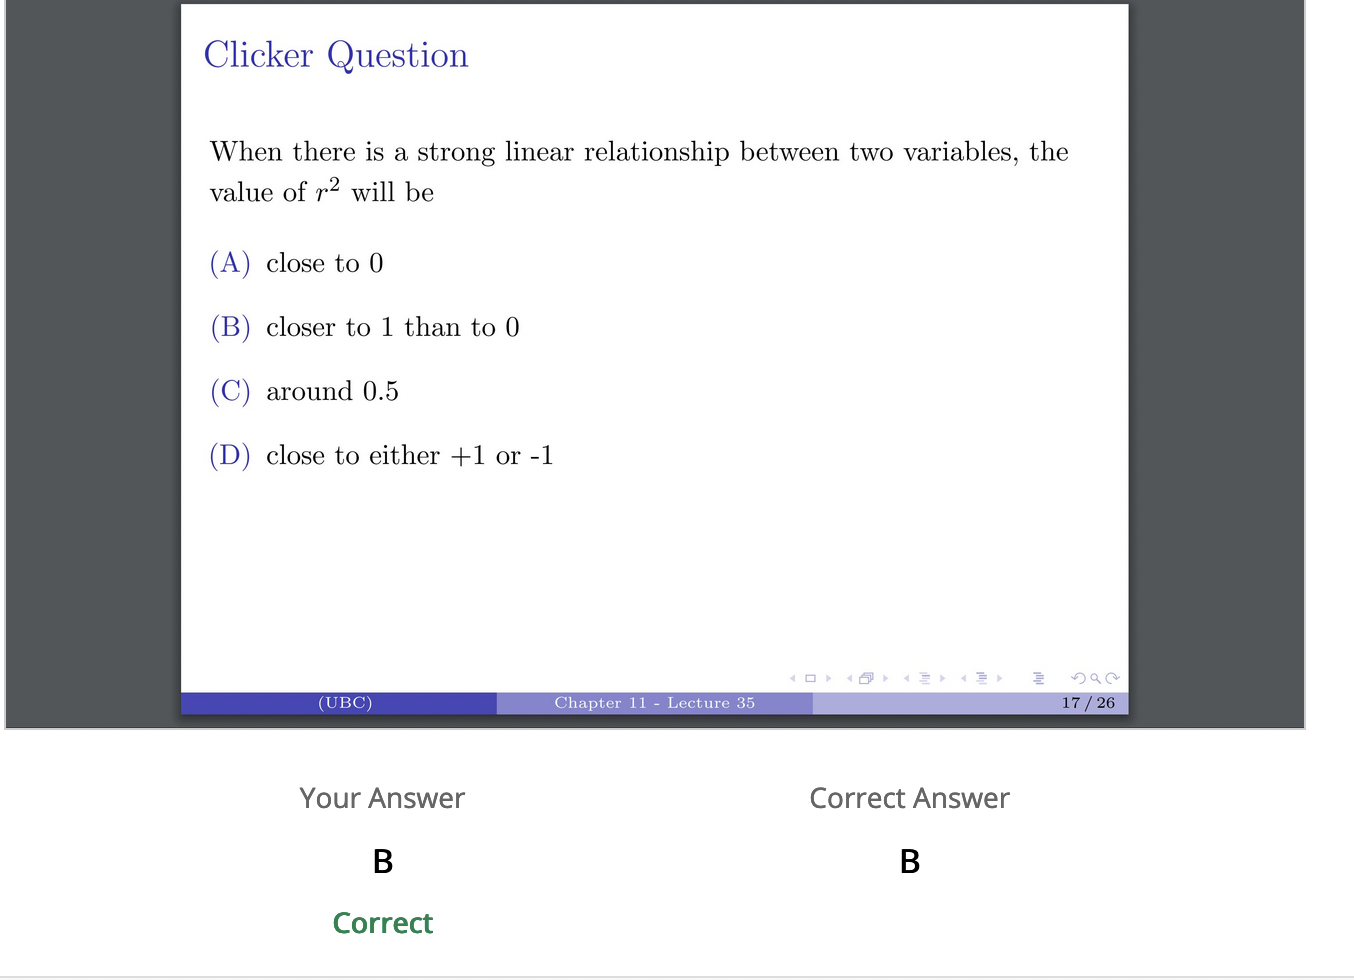 Clicker Question
When there is a strong linear relationship between two variables, the
value of r² will be
(A) close to 0
(B) closer to 1 than to 0
(C) around 0.5
(D) close to either +1 or -1
(UBC) Chapter 11 - Lecture 35 17 / 26
Your Answer Correct Answer
B B
Correct